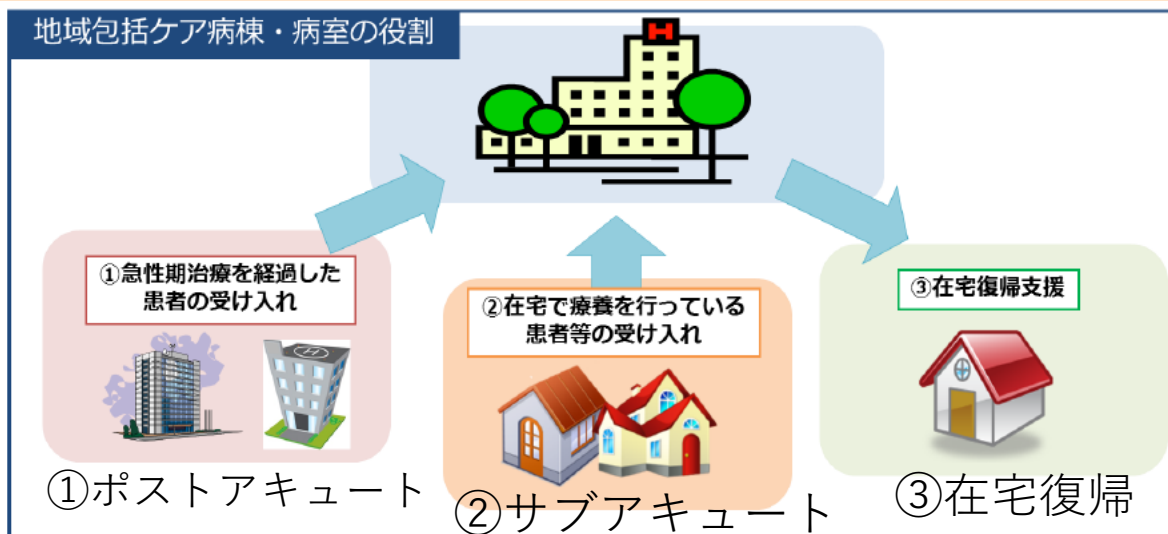 地域包括ケア病棟・病室の役割
H
①急性期治療を経過した
患者の受け入れ
H
①ポストアキュート
②在宅で療養を行っている
患者等の受け入れ
②サブアキュート
③在宅復帰支援
③在宅復帰